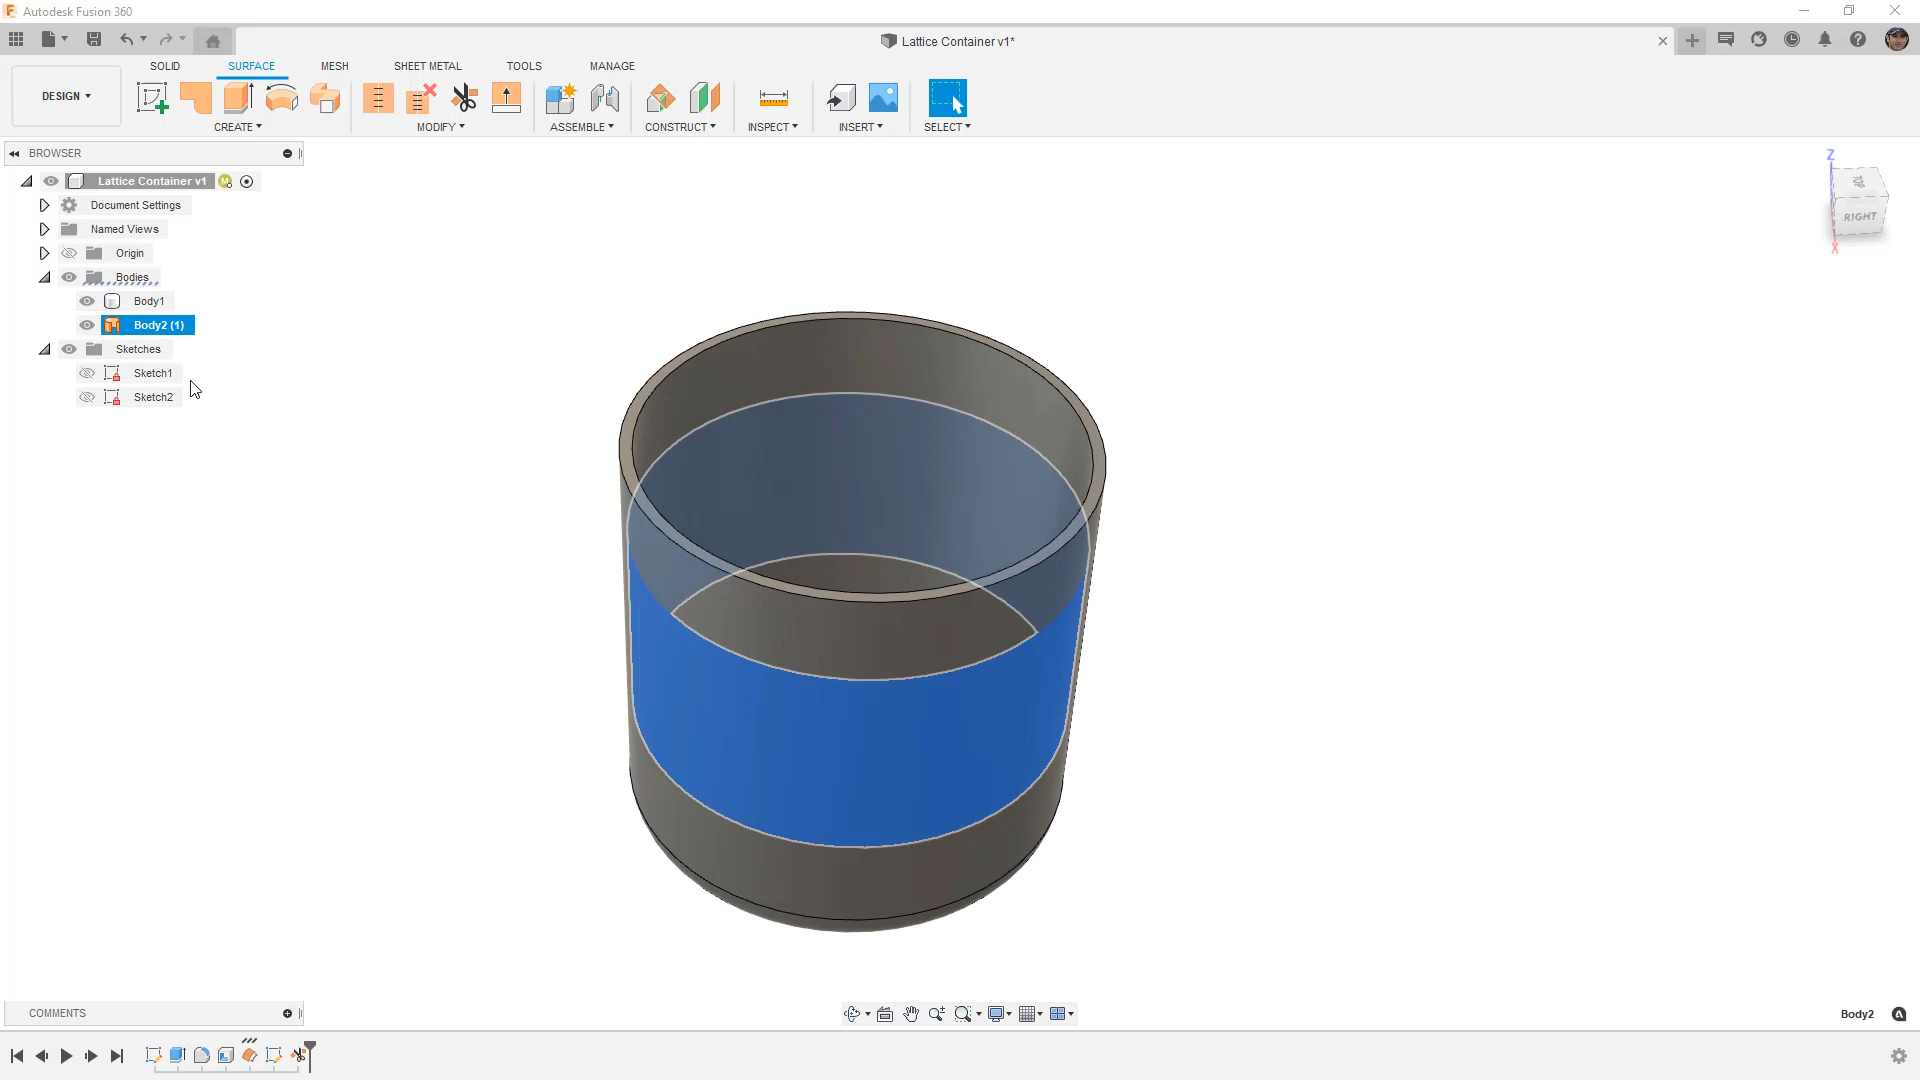 Autodesk Fusion 360
Lattice Container v1*
DESIGN
SOLID
SURFACE
MESH
SHEET METAL
TOOLS
MANAGE
CREATE
MODIFY
ASSEMBLE
CONSTRUCT
INSPECT
INSERT
SELECT
BROWSER
Lattice Container v1
Document Settings
Named Views
Origin
Bodies
Body1
Body2 (1)
Sketches
Sketch1
Sketch2
Z
TOP
RIGHT
X
COMMENTS
Body2